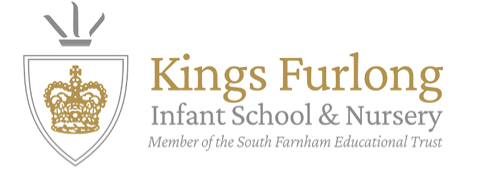 Kings Furlong
Infant School & Nursery
Member of the South Farnham Educational Trust